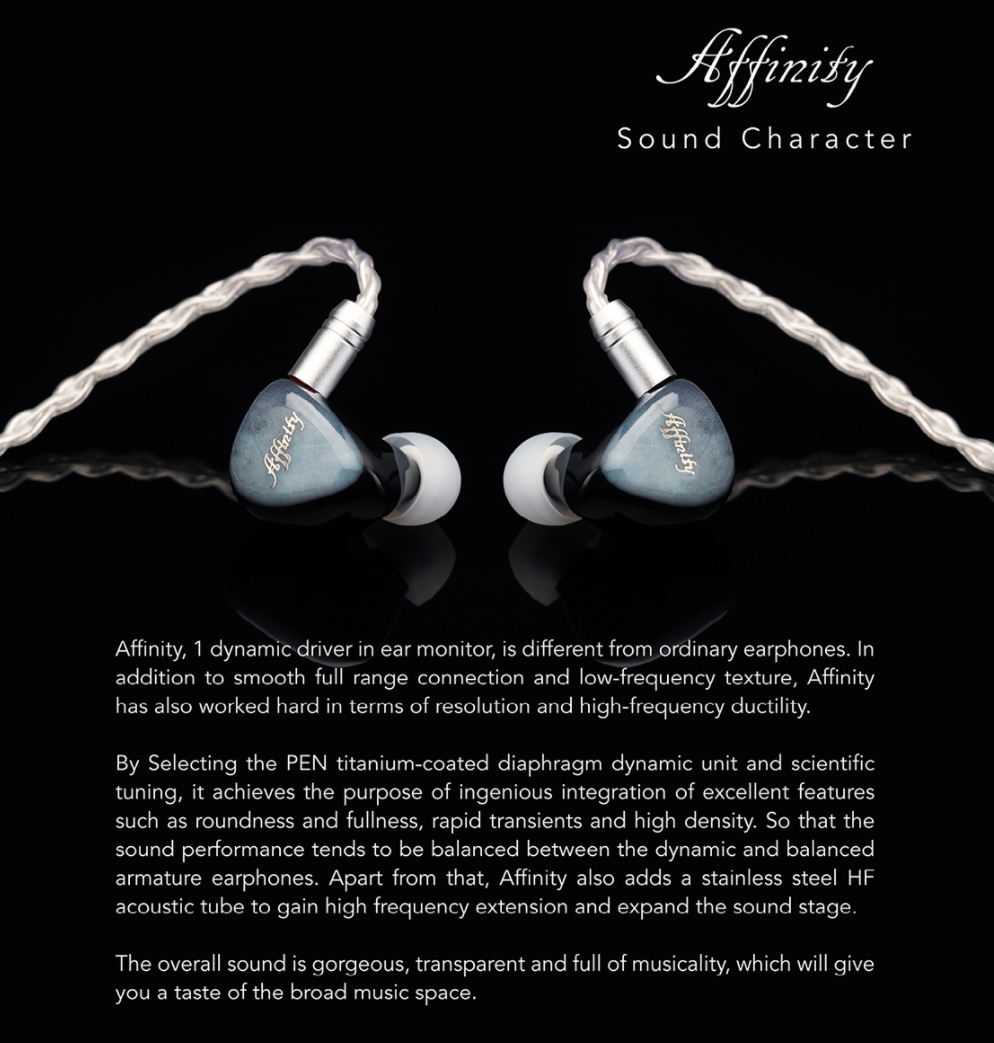 Affinity
Sound Character
Affinity
Affinity
Affinity, 1 dynamic driver in ear monitor, is different from ordinary earphones. In
addition to smooth full range connection and low-frequency texture, Affinity
has also worked hard in terms of resolution and high-frequency ductility.
By Selecting the PEN titanium-coated diaphragm dynamic unit and scientific
tuning, it achieves the purpose of ingenious integration of excellent features
such as roundness and fullness, rapid transients and high density. So that the
sound performance tends to be balanced between the dynamic and balanced
armature earphones. Apart from that, Affinity also adds a stainless steel HF
acoustic tube to gain high frequency extension and expand the sound stage.
The overall sound is gorgeous, transparent and full of musicality, which will give
you a taste of the broad music space.